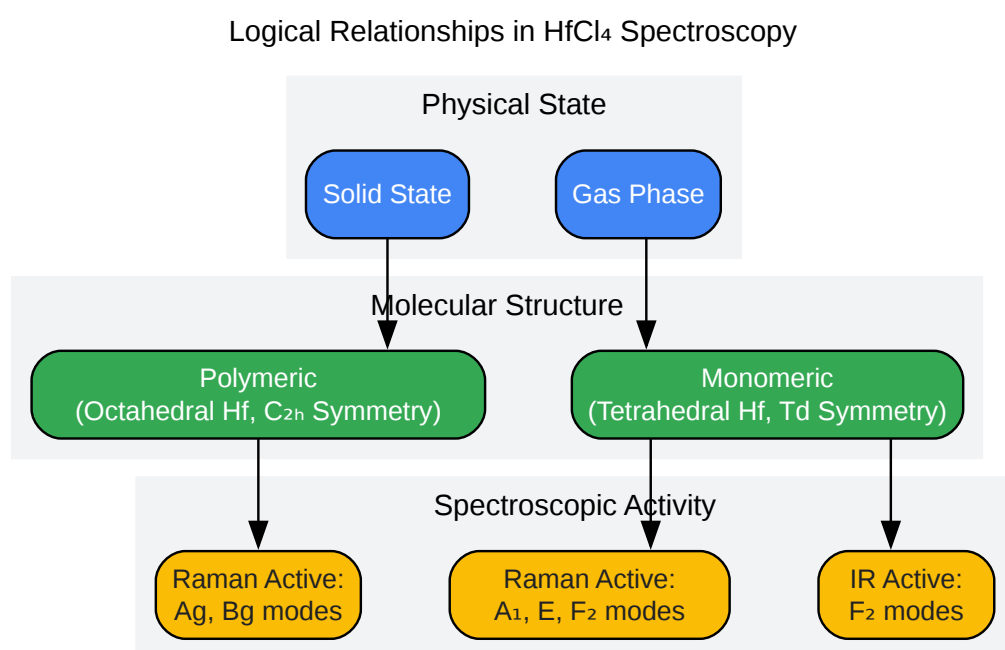 Logical Relationships in HfCl₄ Spectroscopy
Physical State
Solid State
Gas Phase
Molecular Structure
Polymeric
(Octahedral Hf, C₂ₕ Symmetry)
Monomeric
(Tetrahedral Hf, Td Symmetry)
Spectroscopic Activity
Raman Active:
Ag, Bg modes
Raman Active:
A₁, E, F₂ modes
IR Active:
F₂ modes